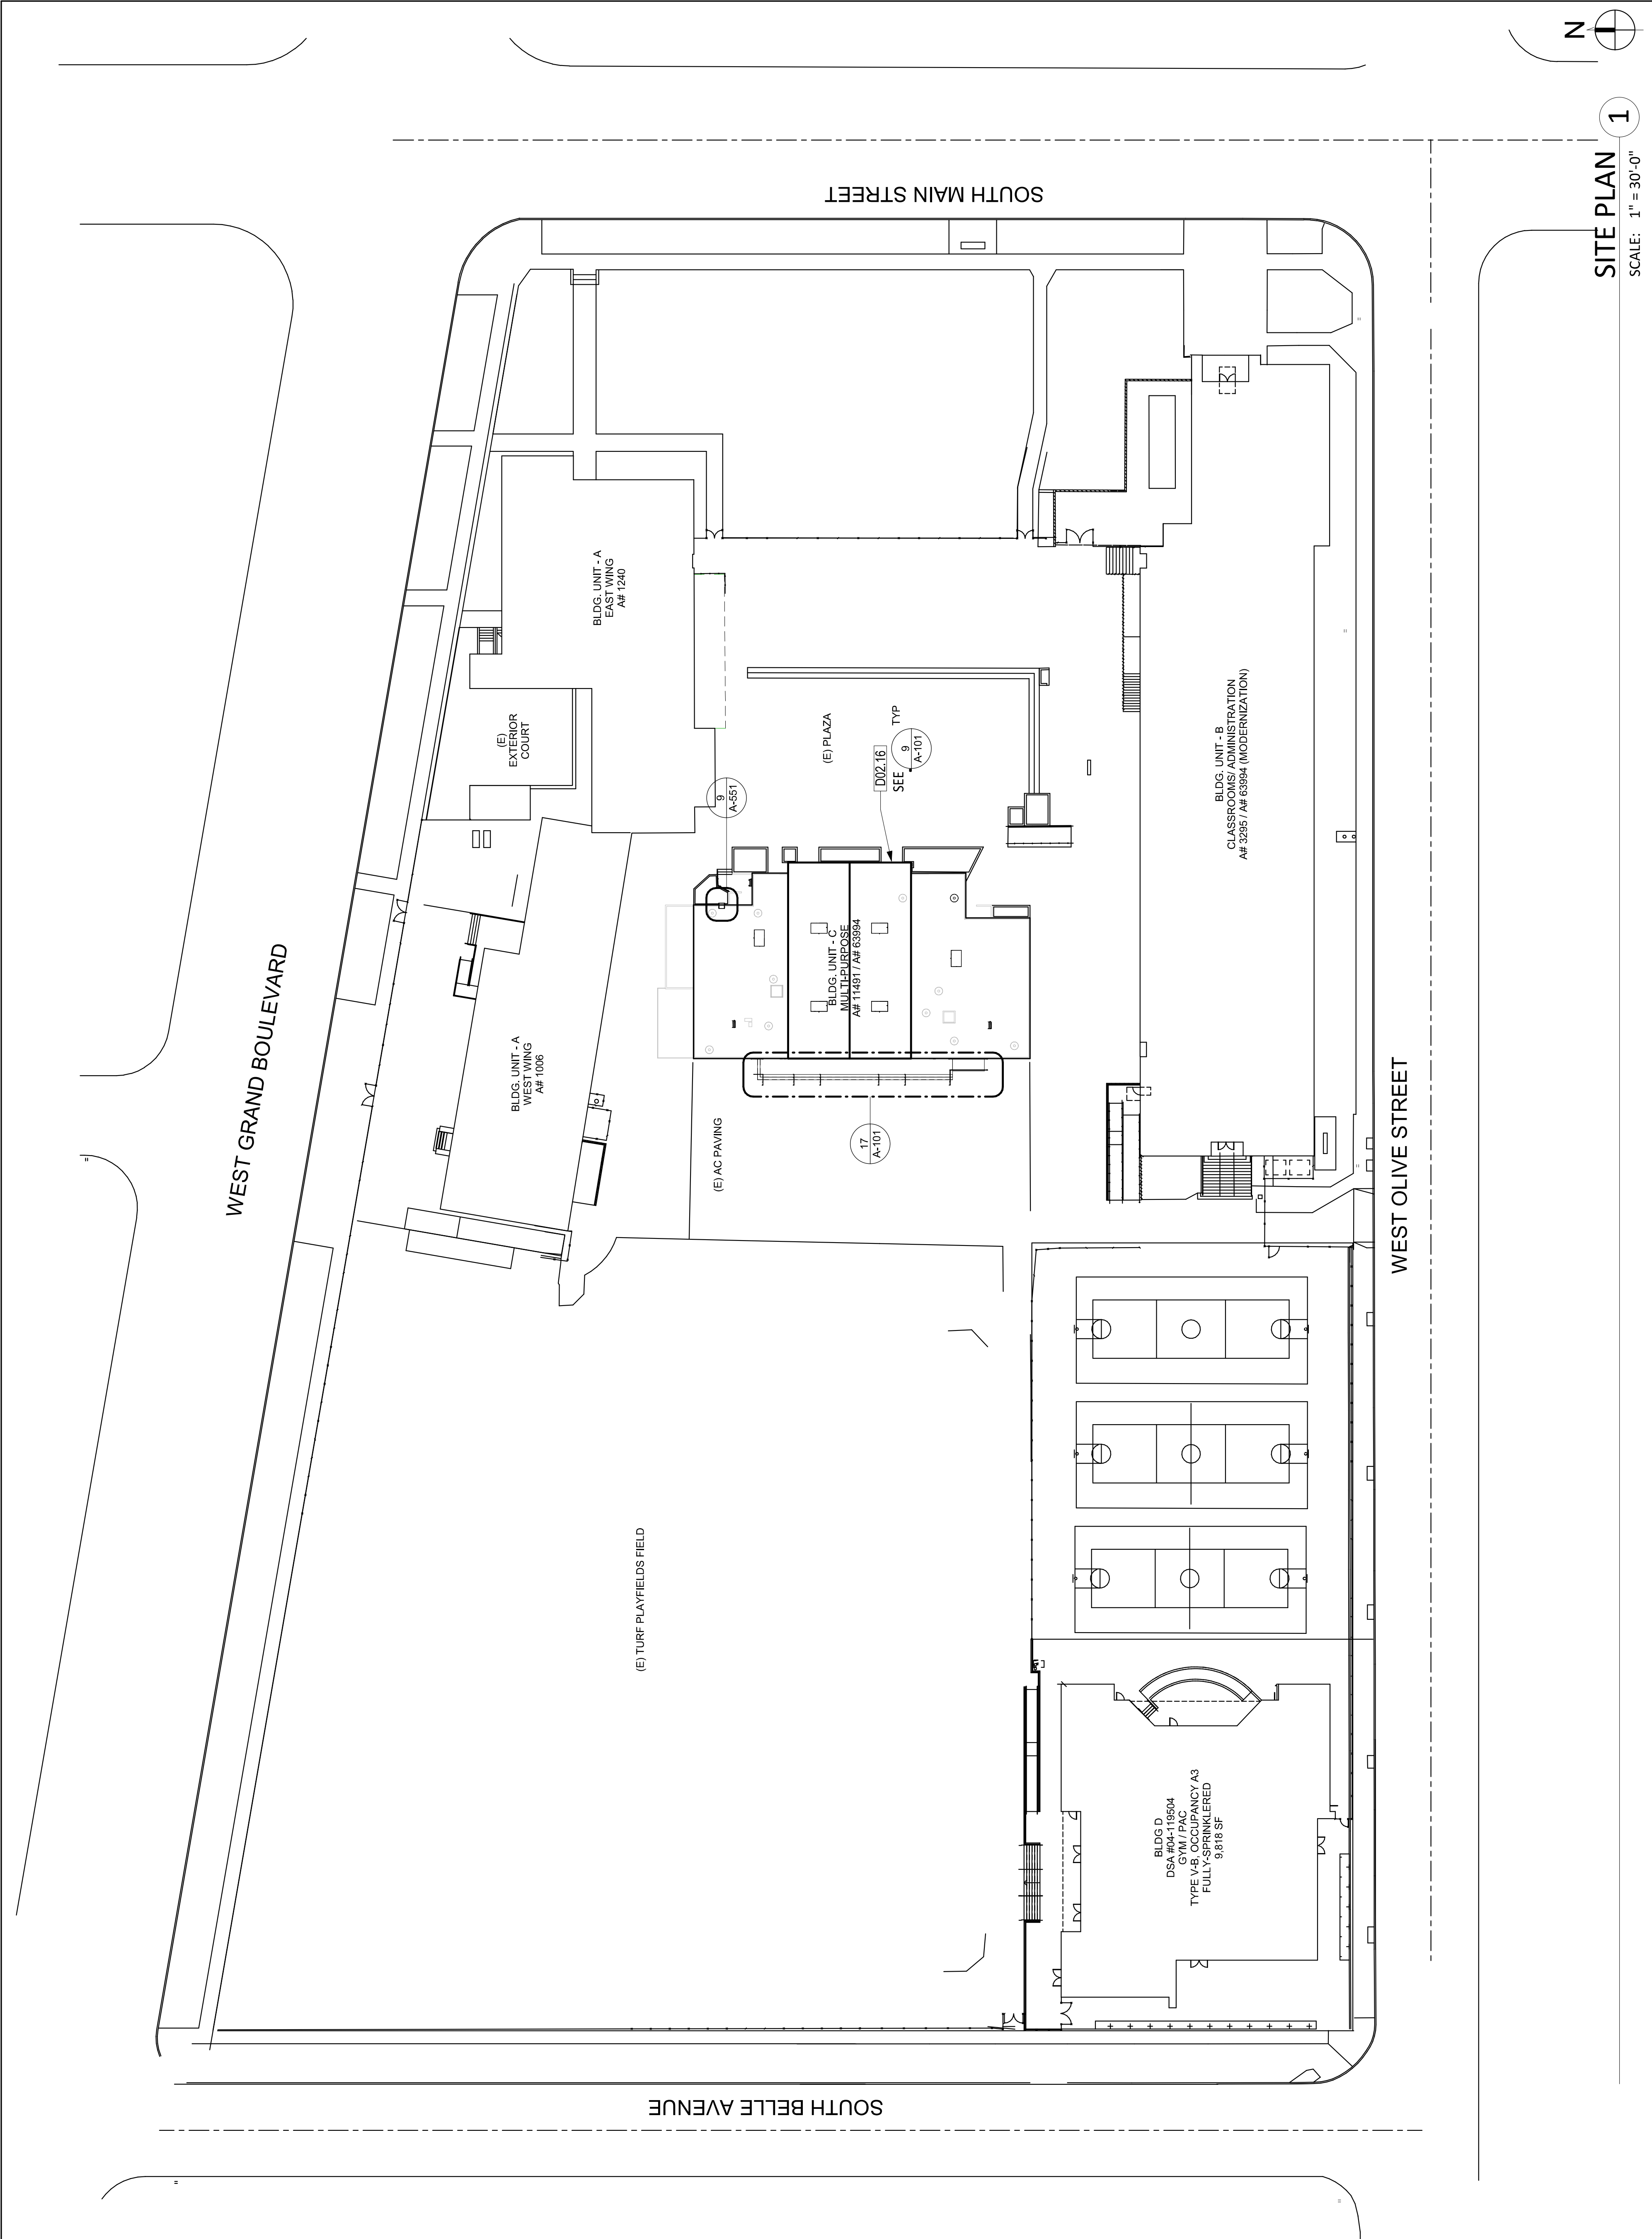 N
SITE PLAN
1
SCALE: 1" = 30'-0"
SOUTH MAIN STREET
WEST GRAND BOULEVARD
BLDG. UNIT - A
EAST WING
A# 1240
(E)
EXTERIOR
COURT
(E) PLAZA
D02.16
SEE
9
A-101
TYP
9
A-551
BLDG. UNIT - B
CLASSROOMS/ ADMINISTRATION
A# 3295 / A# 63994 (MODERNIZATION)
BLDG. UNIT - C
MULTI-PURPOSE
A# 11491 / A# 63994
BLDG. UNIT - A
WEST WING
A# 1006
(E) AC PAVING
17
A-101
WEST OLIVE STREET
(E) TURF PLAYFIELDS FIELD
BLDG D
DSA #04-119504
GYM / PAC
TYPE V-B, OCCUPANCY A3
FULLY-SPRINKLERED
9,818 SF
SOUTH BELLE AVENUE